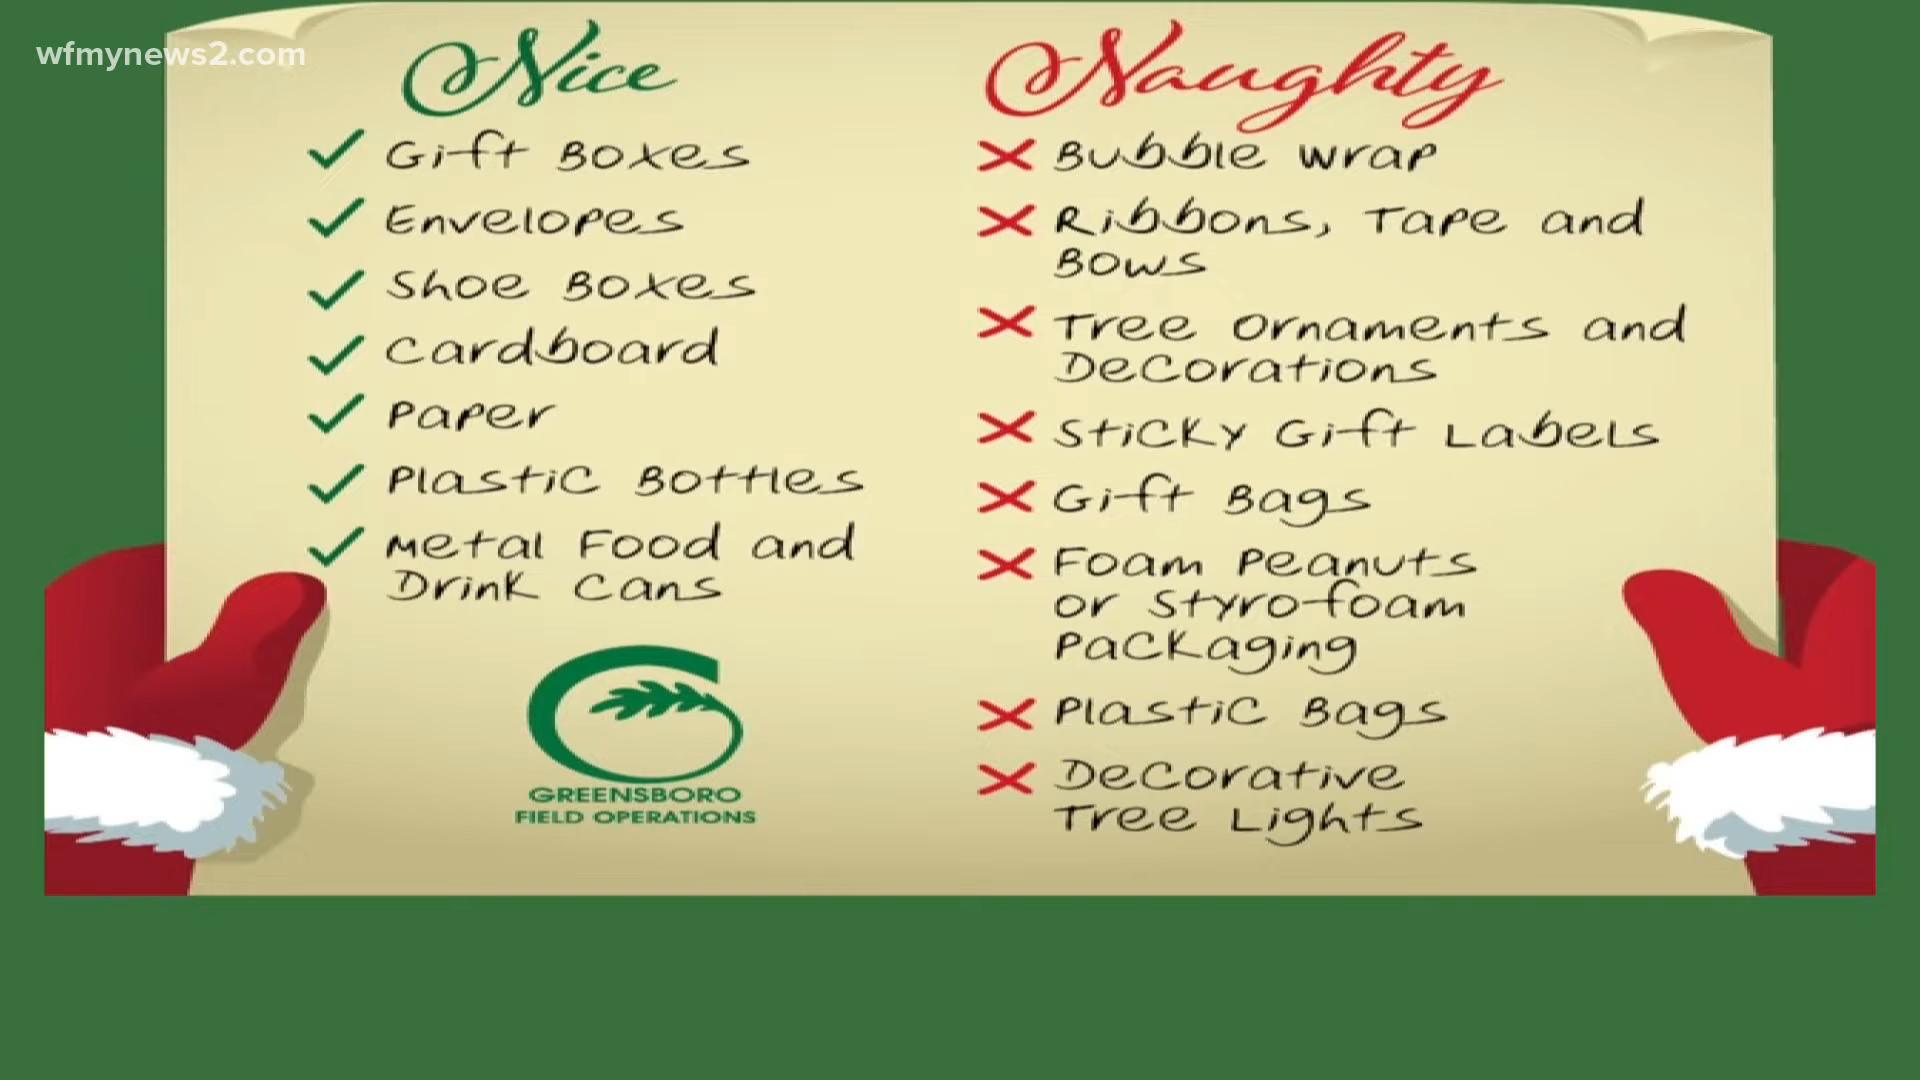 wfmynews2.com
Nice
Gift Boxes
Envelopes
Shoe Boxes
Cardboard
Paper
Plastic Bottles
Metal Food and
Drink Cans
GREENSBORO
FIELD OPERATIONS
Naughty
Bubble Wrap
Ribbons, Tape and
Bows
Tree Ornaments and
Decorations
Sticky Gift Labels
Gift Bags
Foam Peanuts
or Styrofoam
Packaging
Plastic Bags
Decorative
Tree Lights